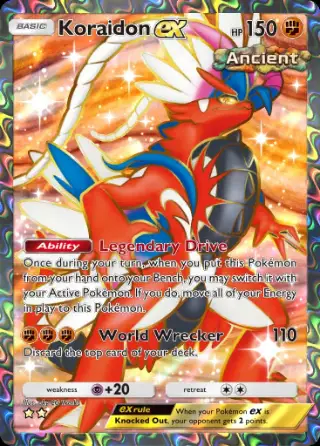 BASIC Koraidon ex HP 150
Ancient
Ability Legendary Drive
Once during your turn, when you put this Pokémon
from your hand onto your Bench, you may switch it with
your Active Pokémon. If you do, move all of your Energy
in play to this Pokémon.
World Wrecker 110
Discard the top card of your deck.
weakness +20 retreat
ex rule When your Pokémon ex is
Knocked Out, your opponent gets 2 points.